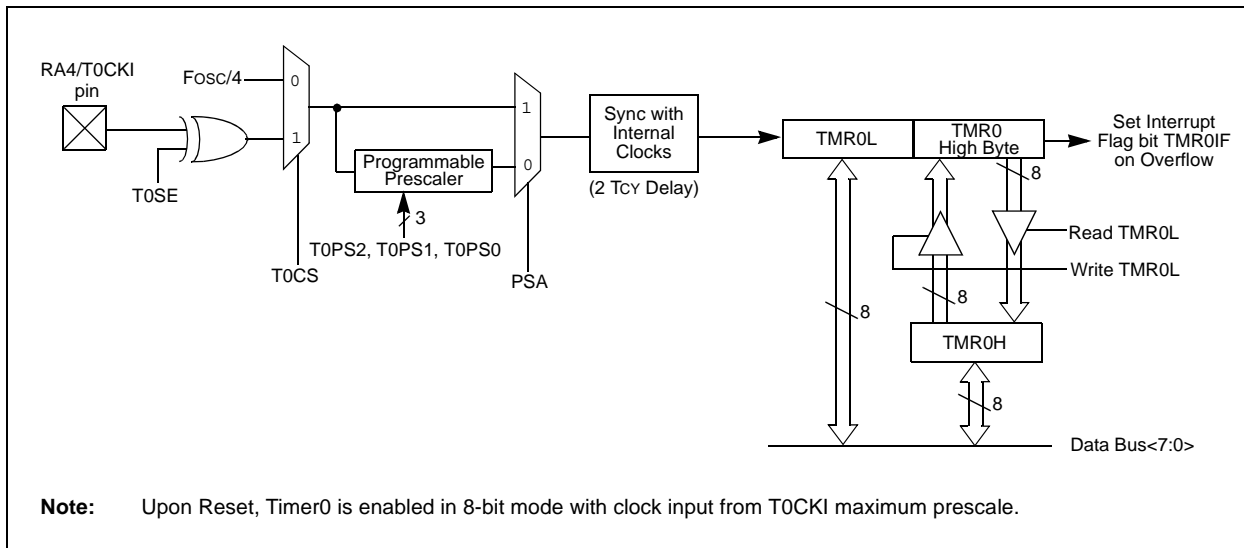 RA4/T0CKI
pin
FOSC/4
0
1
T0SE
T0CS
Programmable
Prescaler
3
T0PS2, T0PS1, T0PS0
1
0
PSA
Sync with
Internal
Clocks
(2 TCY Delay)
TMR0L
TMR0
High Byte
Set Interrupt
Flag bit TMR0IF
on Overflow
8
Read TMR0L
Write TMR0L
8
8
TMR0H
8
Data Bus<7:0>
Note: Upon Reset, Timer0 is enabled in 8-bit mode with clock input from T0CKI maximum prescale.